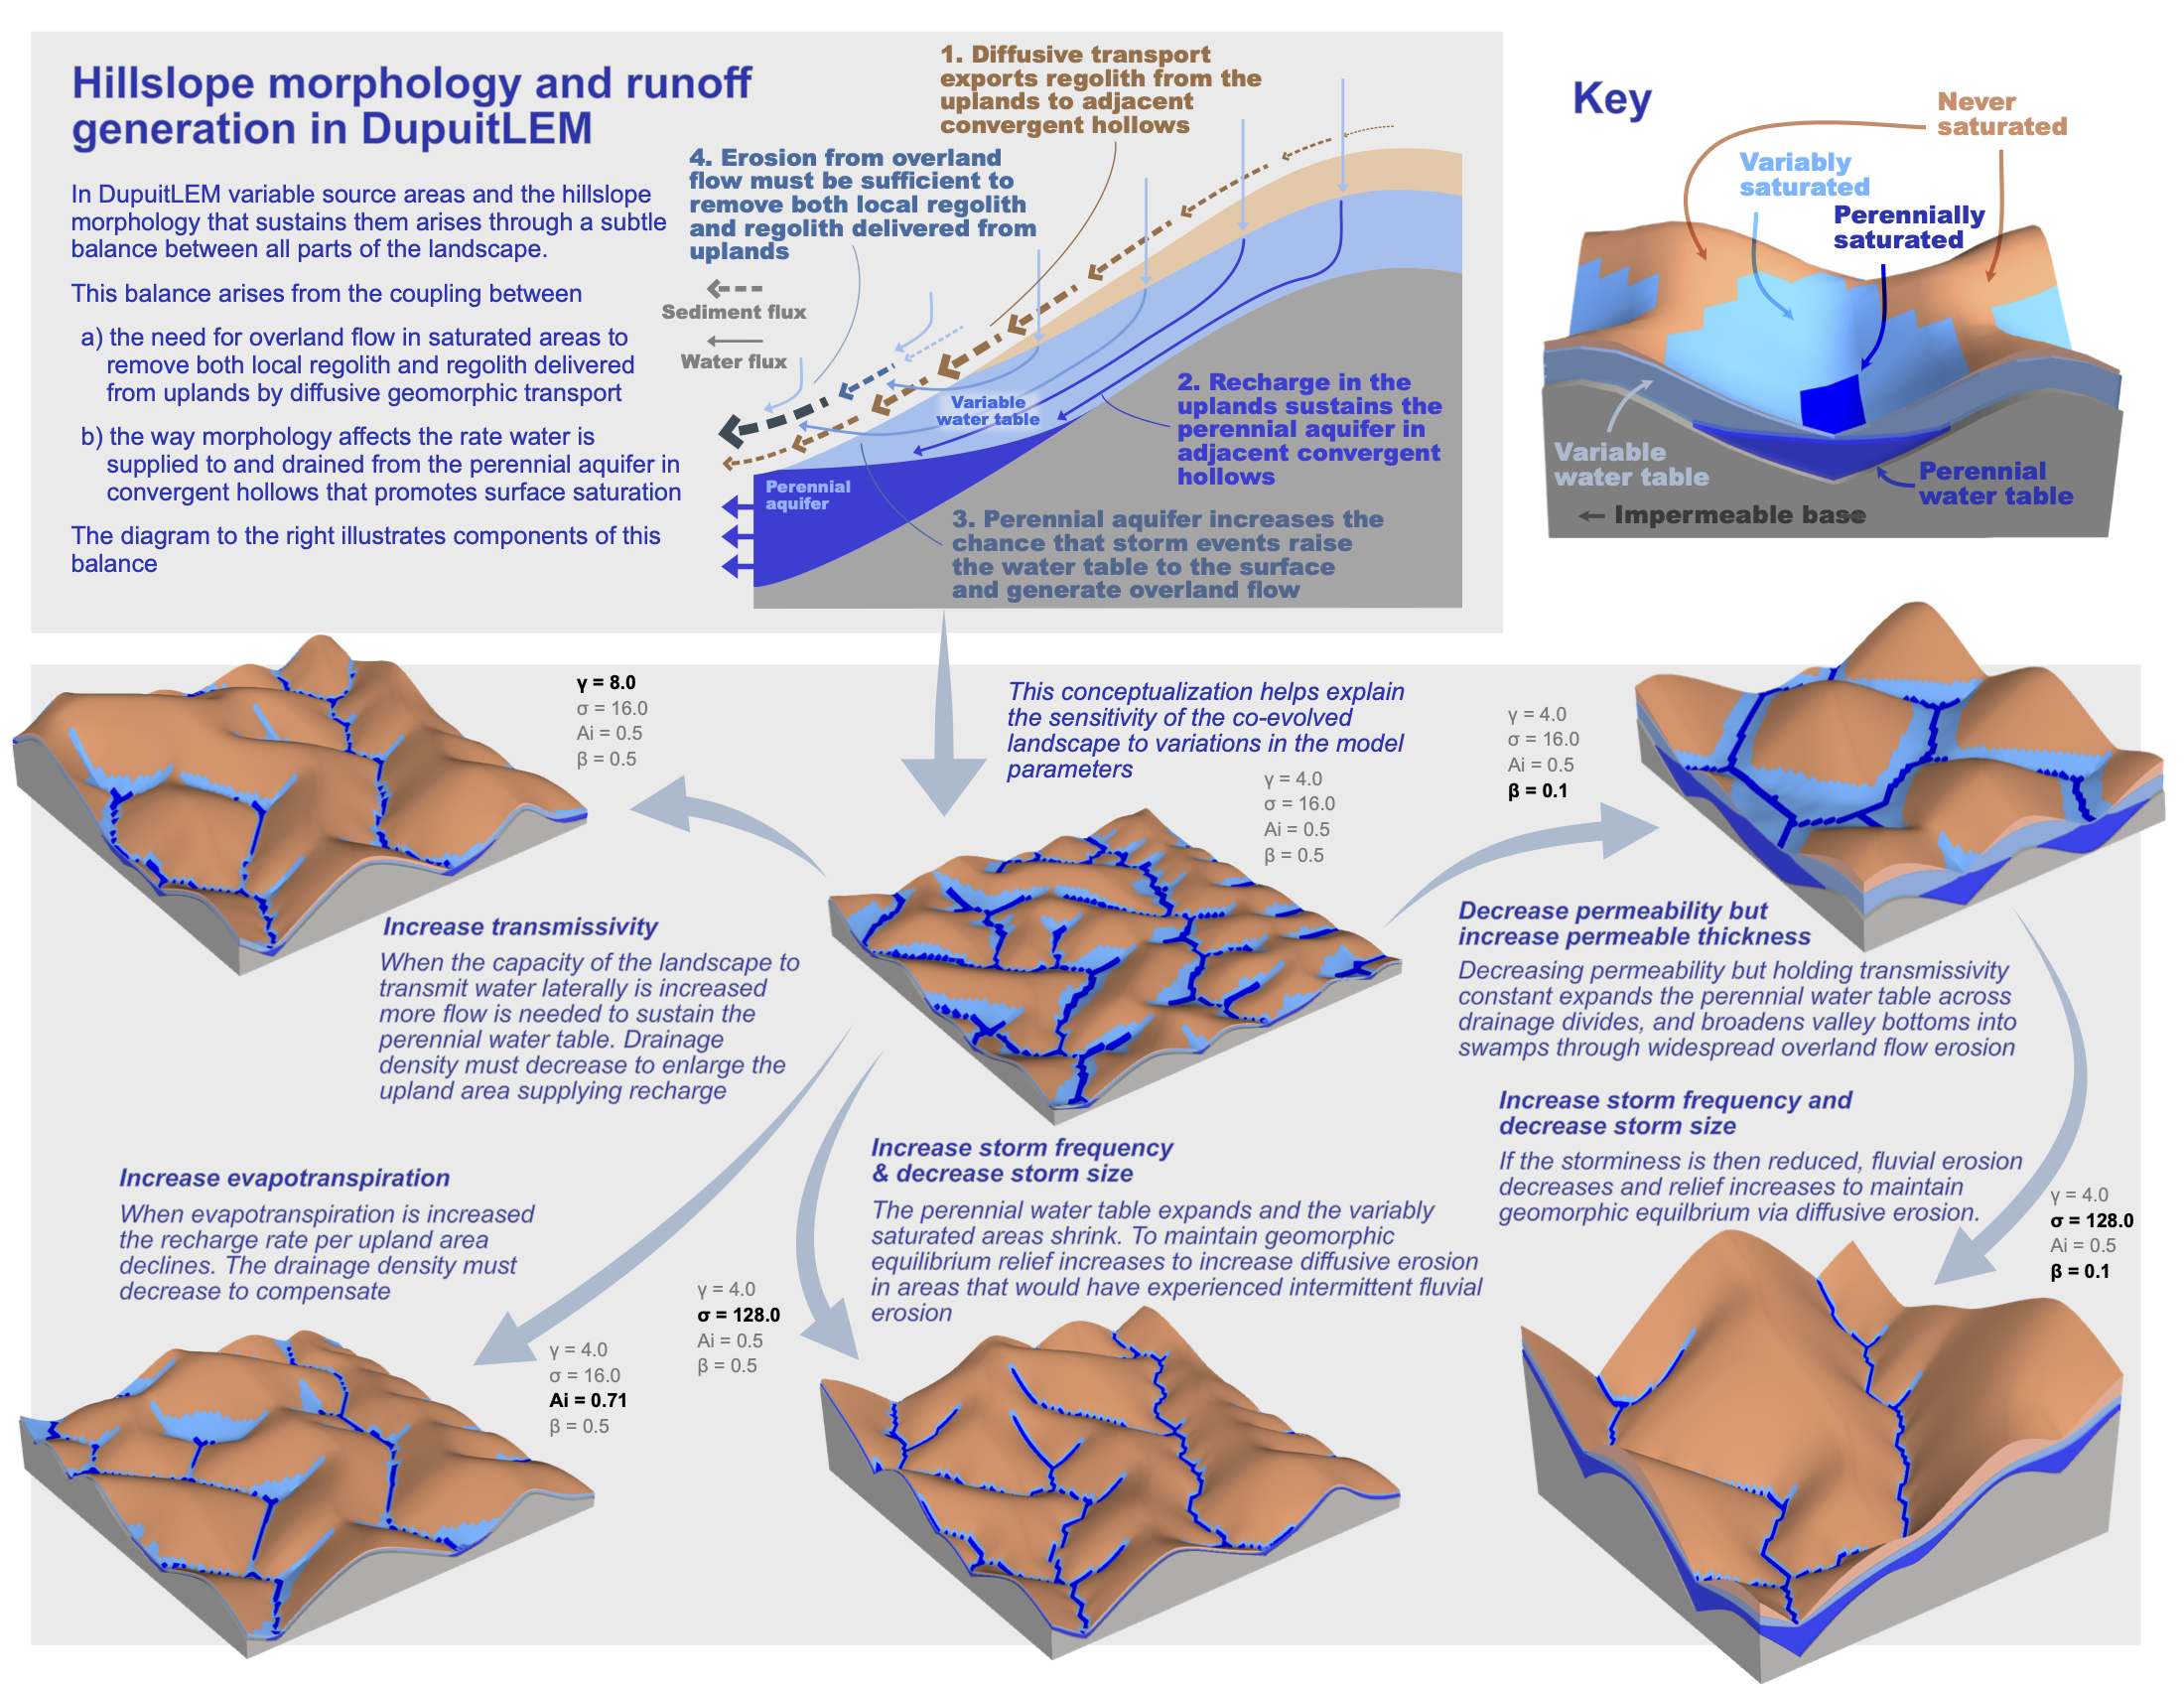 Hillslope morphology and runoff
generation in DupuitLEM
In DupuitLEM variable source areas and the hillslope
morphology that sustains them arises through a subtle
balance between all parts of the landscape.
This balance arises from the coupling between
a) the need for overland flow in saturated areas to
remove both local regolith and regolith delivered
from uplands by diffusive geomorphic transport
b) the way morphology affects the rate water is
supplied to and drained from the perennial aquifer in
convergent hollows that promotes surface saturation
The diagram to the right illustrates components of this
balance
1. Diffusive transport
exports regolith from the
uplands to adjacent
convergent hollows
4. Erosion from overland
flow must be sufficient to
remove both local regolith
and regolith delivered from
uplands
Sediment flux
Water flux
Variable
water table
2. Recharge in the
uplands sustains the
perennial aquifer in
adjacent convergent
hollows
Perennial
aquifer
3. Perennial aquifer increases the
chance that storm events raise
the water table to the surface
and generate overland flow
Key
Never
saturated
Variably
saturated
Perennially
saturated
Variable
water table
Perennial
water table
Impermeable base
γ = 8.0
σ = 16.0
Ai = 0.5
β = 0.5
This conceptualization helps explain
the sensitivity of the co-evolved
landscape to variations in the model
parameters
γ = 4.0
σ = 16.0
Ai = 0.5
β = 0.5
γ = 4.0
σ = 16.0
Ai = 0.5
β = 0.1
Increase transmissivity
When the capacity of the landscape to
transmit water laterally is increased
more flow is needed to sustain the
perennial water table. Drainage
density must decrease to enlarge the
upland area supplying recharge
Decrease permeability but
increase permeable thickness
Decreasing permeability but holding transmissivity
constant expands the perennial water table across
drainage divides, and broadens valley bottoms into
swamps through widespread overland flow erosion
Increase storm frequency and
decrease storm size
If the storminess is then reduced, fluvial erosion
decreases and relief increases to maintain
geomorphic equilbrium via diffusive erosion.
γ = 4.0
σ = 128.0
Ai = 0.5
β = 0.1
Increase evapotranspiration
When evapotranspiration is increased
the recharge rate per upland area
declines. The drainage density must
decrease to compensate
Increase storm frequency
& decrease storm size
The perennial water table expands and the variably
saturated areas shrink. To maintain geomorphic
equilibrium relief increases to increase diffusive erosion
in areas that would have experienced intermittent fluvial
erosion
γ = 4.0
σ = 128.0
Ai = 0.5
β = 0.5
γ = 4.0
σ = 16.0
Ai = 0.71
β = 0.5